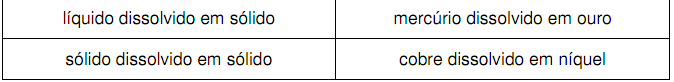 líquido dissolvido em sólido mercúrio dissolvido em ouro
sólido dissolvido em sólido cobre dissolvido em níquel